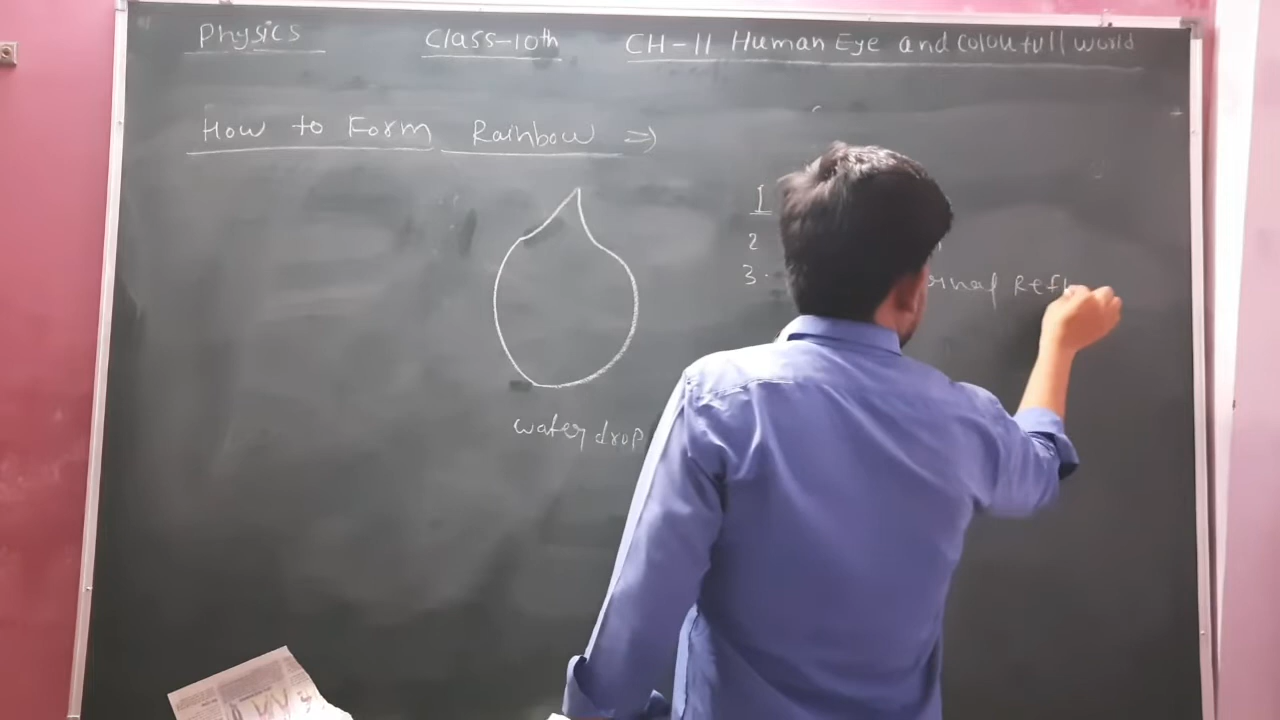 Physics Class-10th CH-11 Human Eye and Coloufull world
How to Form Rainbow =>
1
2
3. Refl
water drop